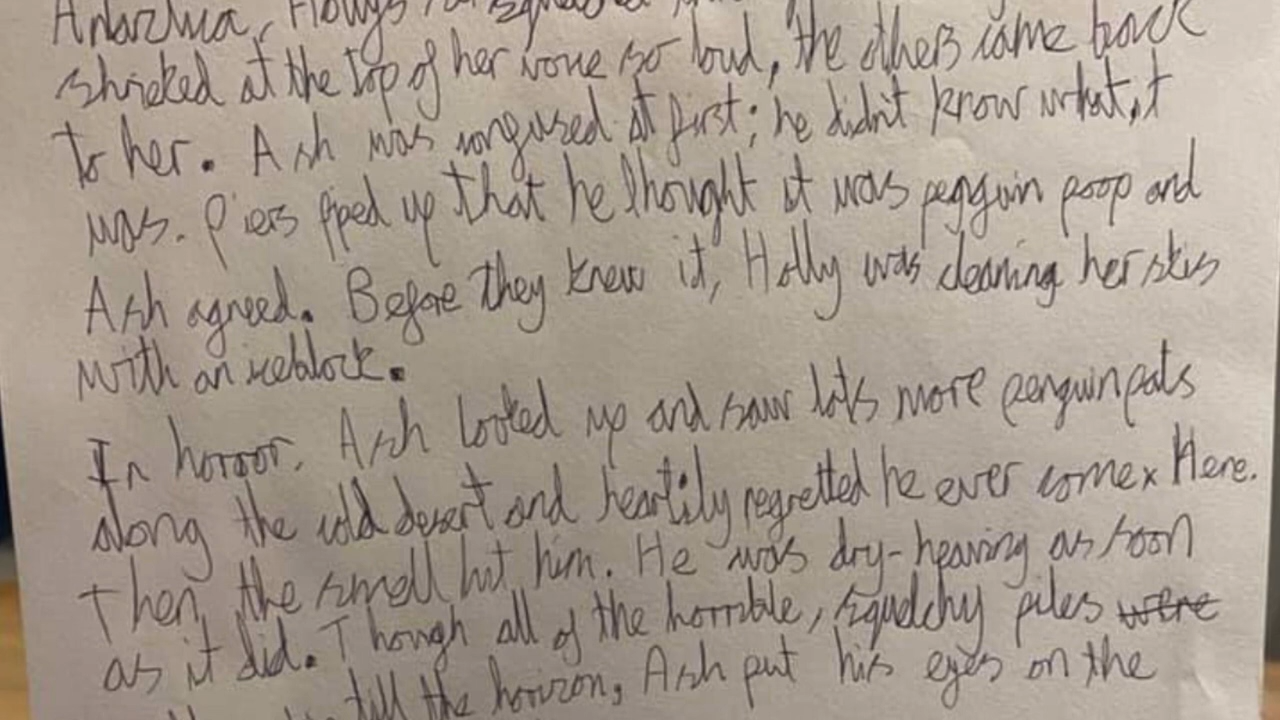 shrieked at the top of her voice so loud, the others came back
to her. Ash was confused at first; he didn't know what it
was. Piers piped up that he thought it was penguin poop and
Ash agreed. Before they knew it, Holly was cleaning her skis
with an iceblock.
In horror, Ash looked up and saw lots more penguin pats
along the cold desert and heartily regretted he ever come x Here.
Then, the smell hit him. He was dry-heaving as soon
as it did. Though all of the horrible, squelchy piles were
till the horizon, Ash put his eyes on the